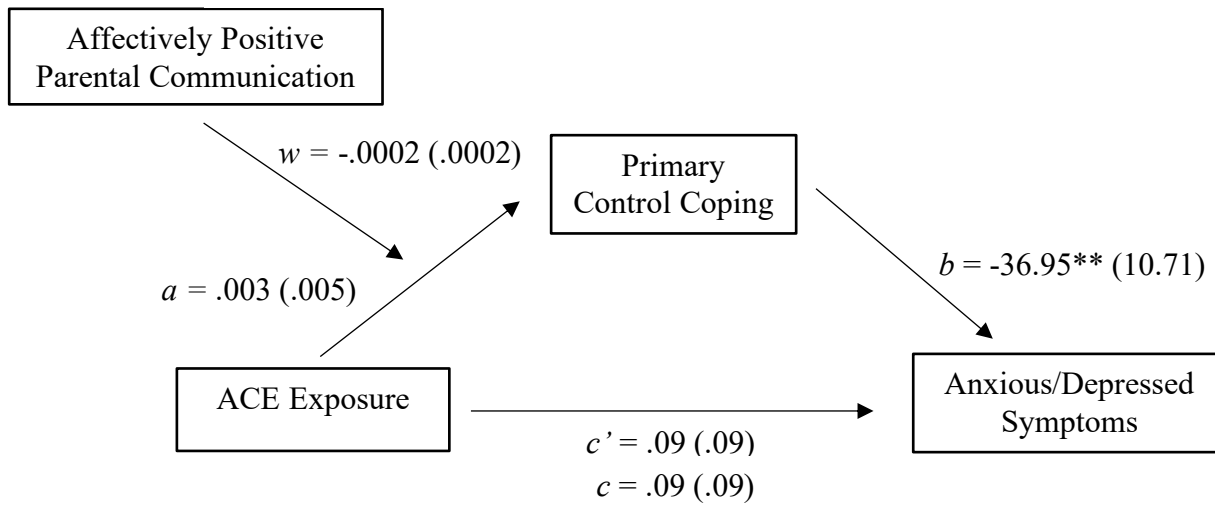 Affectively Positive
Parental Communication
w = -.0002 (.0002)
Primary
Control Coping
a = .003 (.005)
b = -36.95** (10.71)
ACE Exposure
Anxious/Depressed
Symptoms
c’ = .09 (.09)
c = .09 (.09)